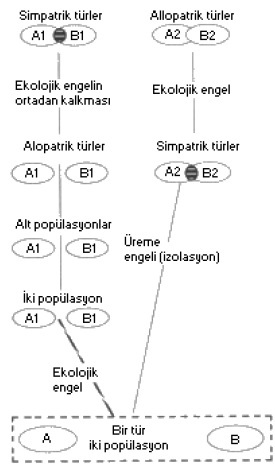 Simpatrik türler
A1 B1
Allopatrik türler
A2 B2
Ekolojik engelin
ortadan kalkması
Ekolojik engel
Alopatrik türler
A1 B1
Simpatrik türler
A2 B2
Alt popülasyonlar
A1 B1
Üreme
engeli (izolasyon)
İki popülasyon
A1 B1
Ekolojik
engel
A
Bir tür
iki popülasyon
B